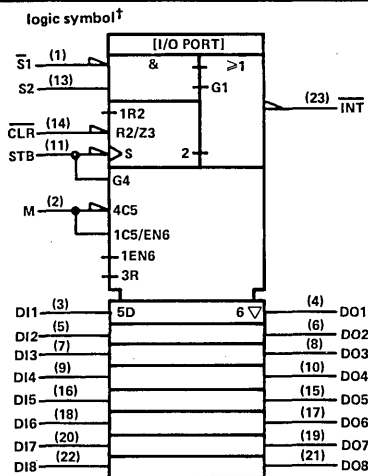 logic symbol†
[I/O PORT]
S1 (1) & ≥1
S2 (13) G1
(23) INT
1R2
CLR (14) R2/Z3
STB (11) S 2
G4
M (2) 4C5
1C5/EN6
1EN6
3R
DI1 (3) 5D 6 ▽ (4) DO1
DI2 (5) (6) DO2
DI3 (7) (8) DO3
DI4 (9) (10) DO4
DI5 (16) (15) DO5
DI6 (18) (17) DO6
DI7 (20) (19) DO7
DI8 (22) (21) DO8